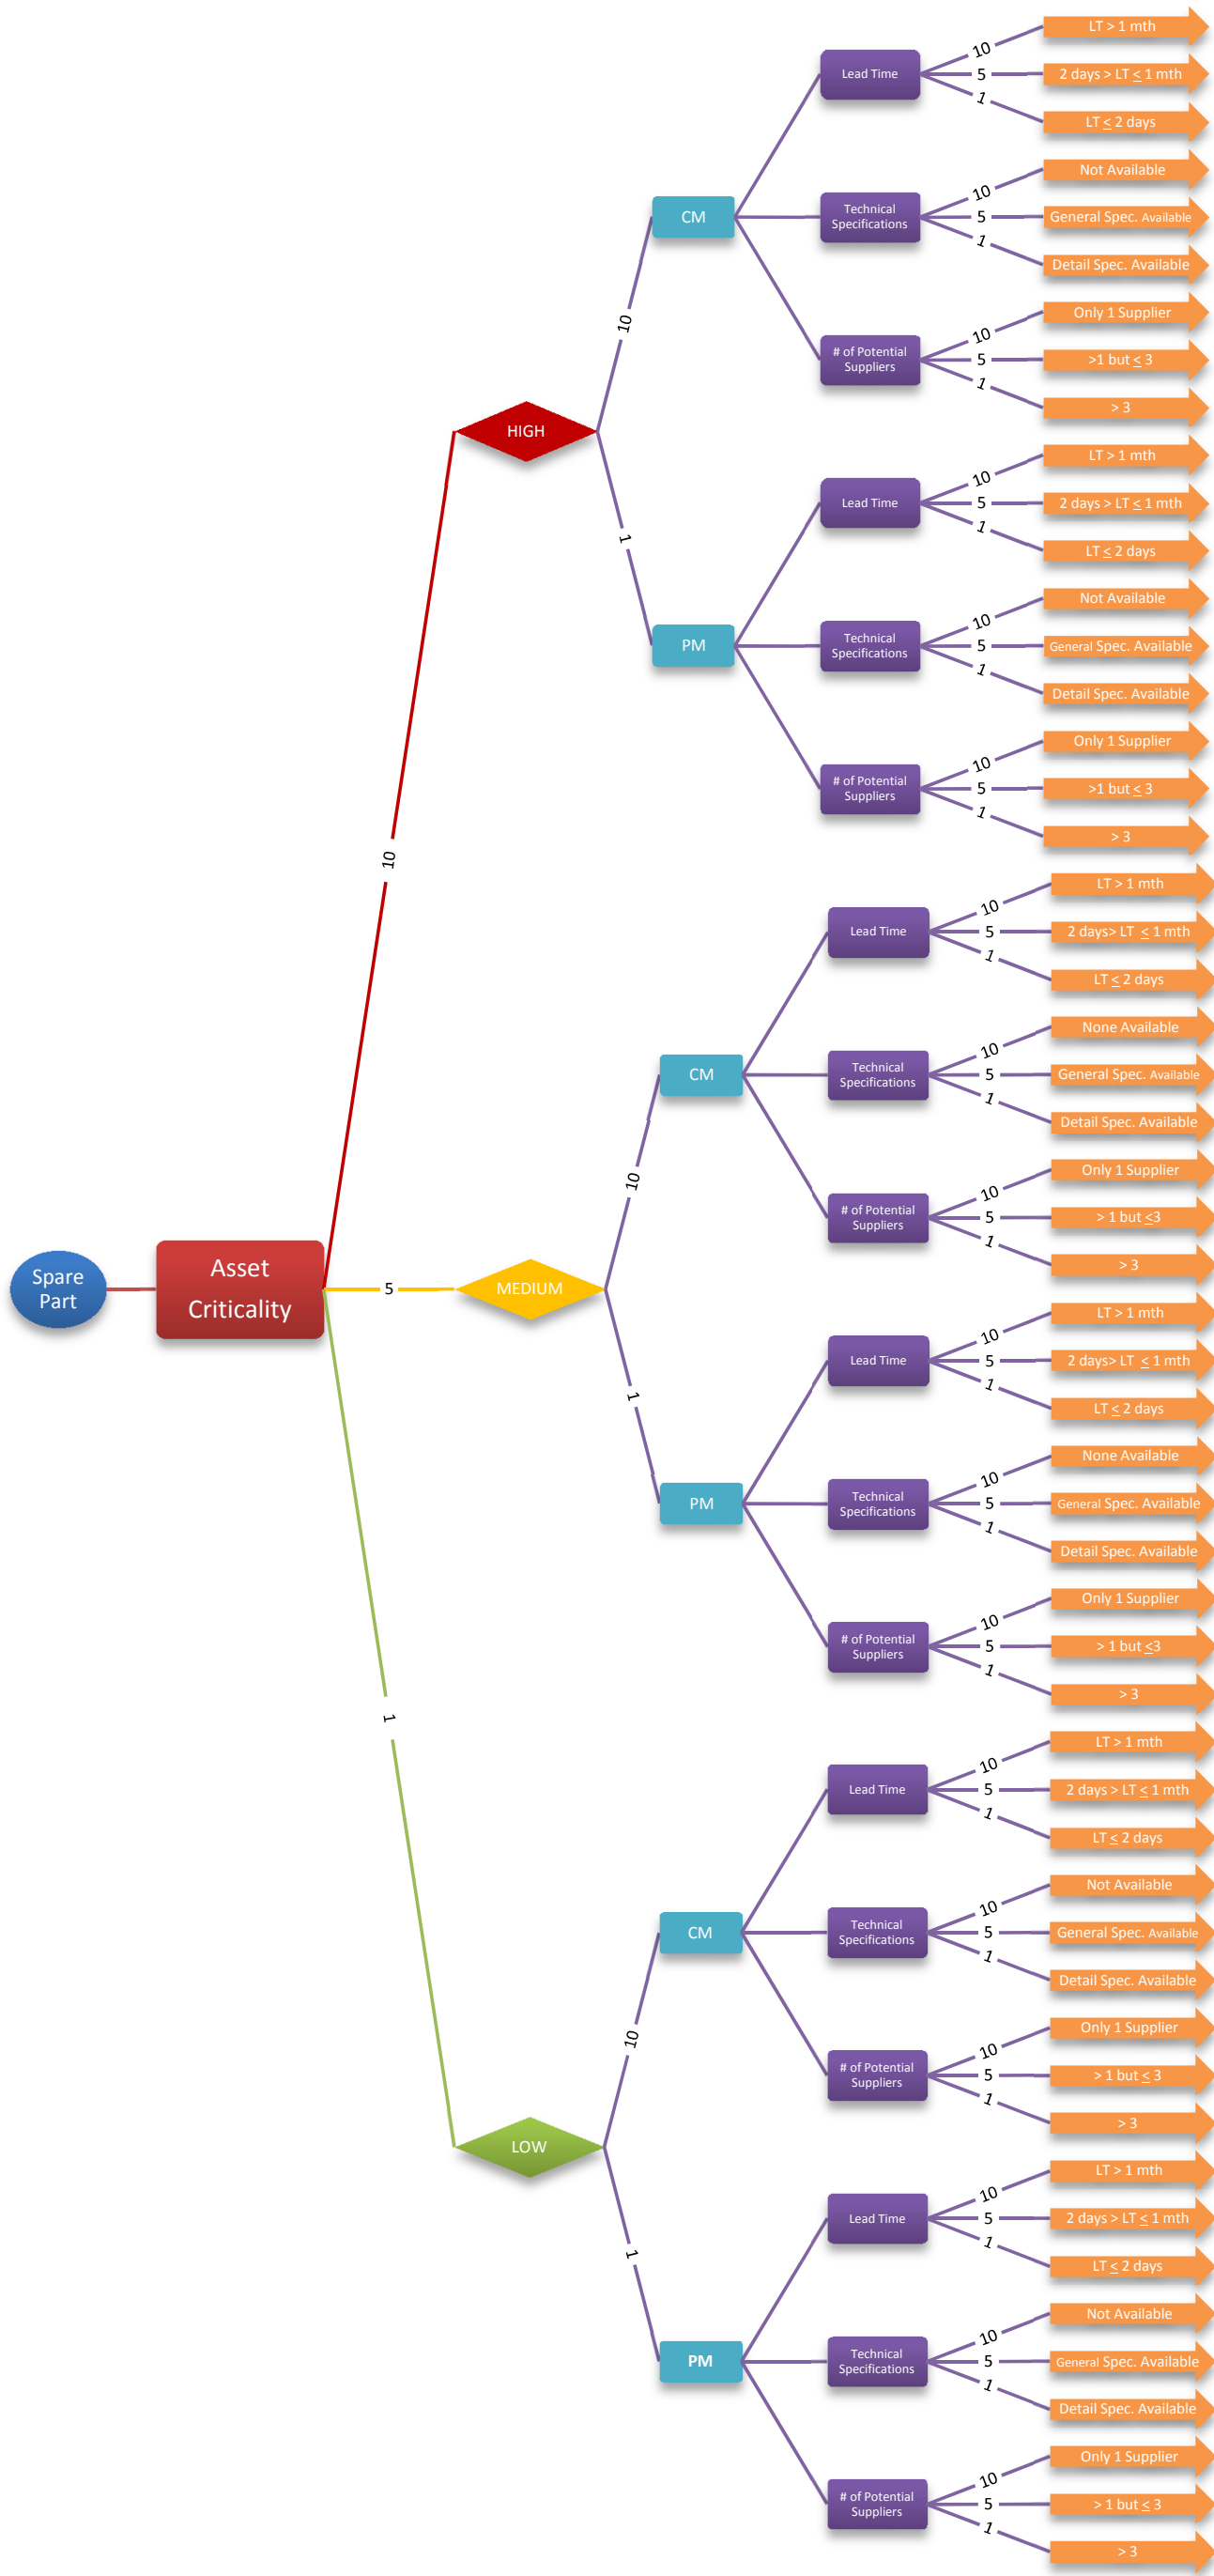 LT > 1 mth
10
Lead Time
5
2 days > LT ≤ 1 mth
1
LT ≤ 2 days
Not Available
10
Technical
Specifications
5
General Spec. Available
1
Detail Spec. Available
CM
Only 1 Supplier
10
# of Potential
Suppliers
5
>1 but ≤ 3
1
> 3
10
HIGH
1
LT > 1 mth
10
Lead Time
5
2 days > LT ≤ 1 mth
1
LT ≤ 2 days
Not Available
10
PM
Technical
Specifications
5
General Spec. Available
1
Detail Spec. Available
Only 1 Supplier
10
# of Potential
Suppliers
5
>1 but ≤ 3
1
> 3
10
LT > 1 mth
10
Lead Time
5
2 days> LT ≤ 1 mth
1
LT ≤ 2 days
None Available
10
CM
Technical
Specifications
5
General Spec. Available
1
Detail Spec. Available
Only 1 Supplier
10
10
# of Potential
Suppliers
5
> 1 but ≤3
1
> 3
Spare
Part
Asset
Criticality
5
MEDIUM
1
LT > 1 mth
10
Lead Time
5
2 days> LT ≤ 1 mth
1
LT ≤ 2 days
None Available
10
PM
Technical
Specifications
5
General Spec. Available
1
Detail Spec. Available
Only 1 Supplier
10
# of Potential
Suppliers
5
> 1 but ≤3
1
> 3
1
LT > 1 mth
10
Lead Time
5
2 days > LT ≤ 1 mth
1
LT ≤ 2 days
Not Available
10
CM
Technical
Specifications
5
General Spec. Available
1
Detail Spec. Available
Only 1 Supplier
10
10
# of Potential
Suppliers
5
> 1 but ≤ 3
1
> 3
LOW
1
LT > 1 mth
10
Lead Time
5
2 days > LT ≤ 1 mth
1
LT ≤ 2 days
Not Available
10
PM
Technical
Specifications
5
General Spec. Available
1
Detail Spec. Available
Only 1 Supplier
10
# of Potential
Suppliers
5
> 1 but ≤ 3
1
> 3